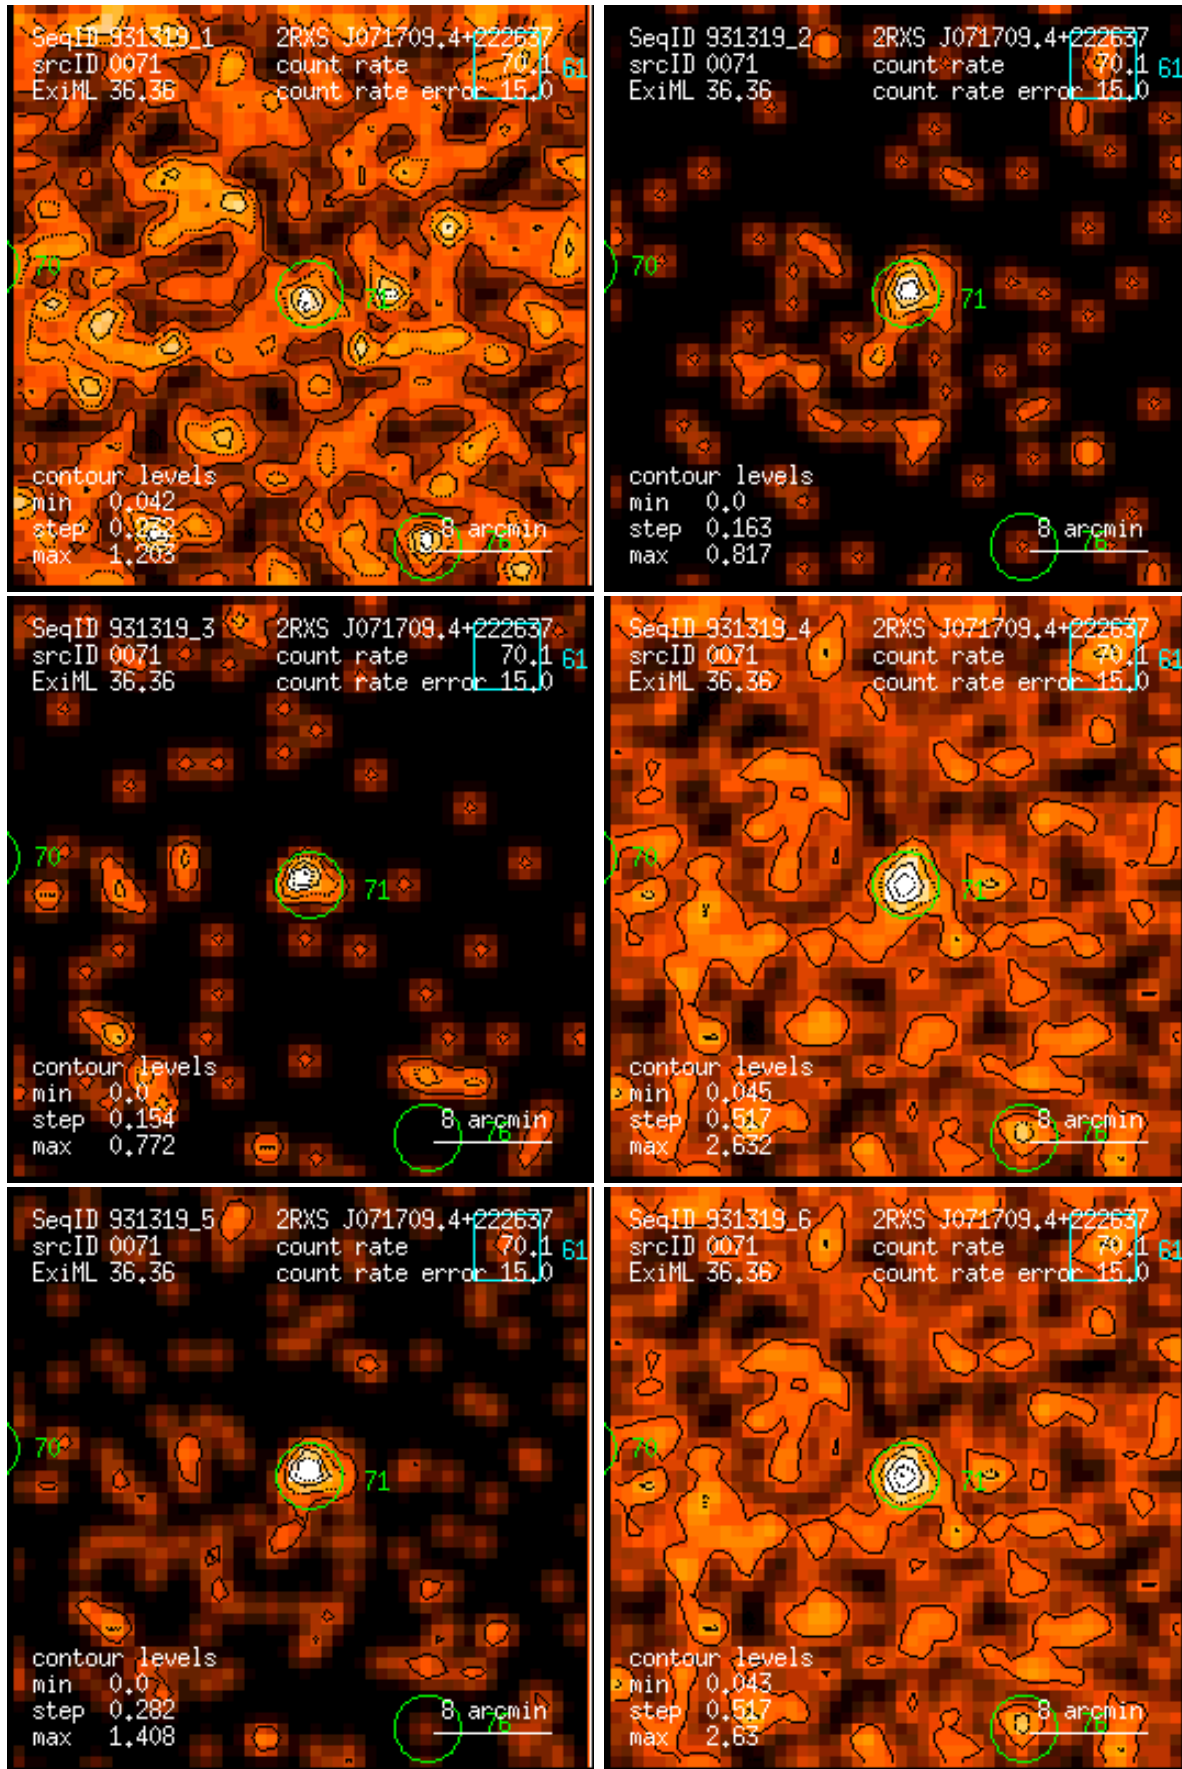 SeqID 931319_1 2RXS J071709.4+222637
srcID 0071 count rate 70.1 61
ExiML 36.36 count rate error 15.0
70
71
contour levels
min 0.042
step 0.232
8 arcmin
76
max 1.203
SeqID 931319_2 2RXS J071709.4+222637
srcID 0071 count rate 70.1 61
ExiML 36.36 count rate error 15.0
70
71
contour levels
min 0.0
step 0.163
8 arcmin
76
max 0.817
SeqID 931319_3 2RXS J071709.4+222637
srcID 0071 count rate 70.1 61
ExiML 36.36 count rate error 15.0
70
71
contour levels
min 0.0
step 0.154
8 arcmin
76
max 0.772
SeqID 931319_4 2RXS J071709.4+222637
srcID 0071 count rate 70.1 61
ExiML 36.36 count rate error 15.0
70
71
contour levels
min 0.045
step 0.517
8 arcmin
76
max 2.632
SeqID 931319_5 2RXS J071709.4+222637
srcID 0071 count rate 70.1 61
ExiML 36.36 count rate error 15.0
70
71
contour levels
min 0.0
step 0.282
8 arcmin
76
max 1.408
SeqID 931319_6 2RXS J071709.4+222637
srcID 0071 count rate 70.1 61
ExiML 36.36 count rate error 15.0
70
71
contour levels
min 0.043
step 0.517
8 arcmin
76
max 2.63